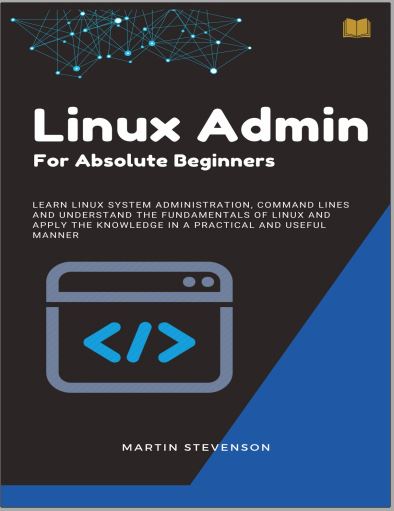 Linux Admin
For Absolute Beginners
LEARN LINUX SYSTEM ADMINISTRATION, COMMAND LINES
AND UNDERSTAND THE FUNDAMENTALS OF LINUX AND
APPLY THE KNOWLEDGE IN A PRACTICAL AND USEFUL
MANNER
</>
MARTIN STEVENSON